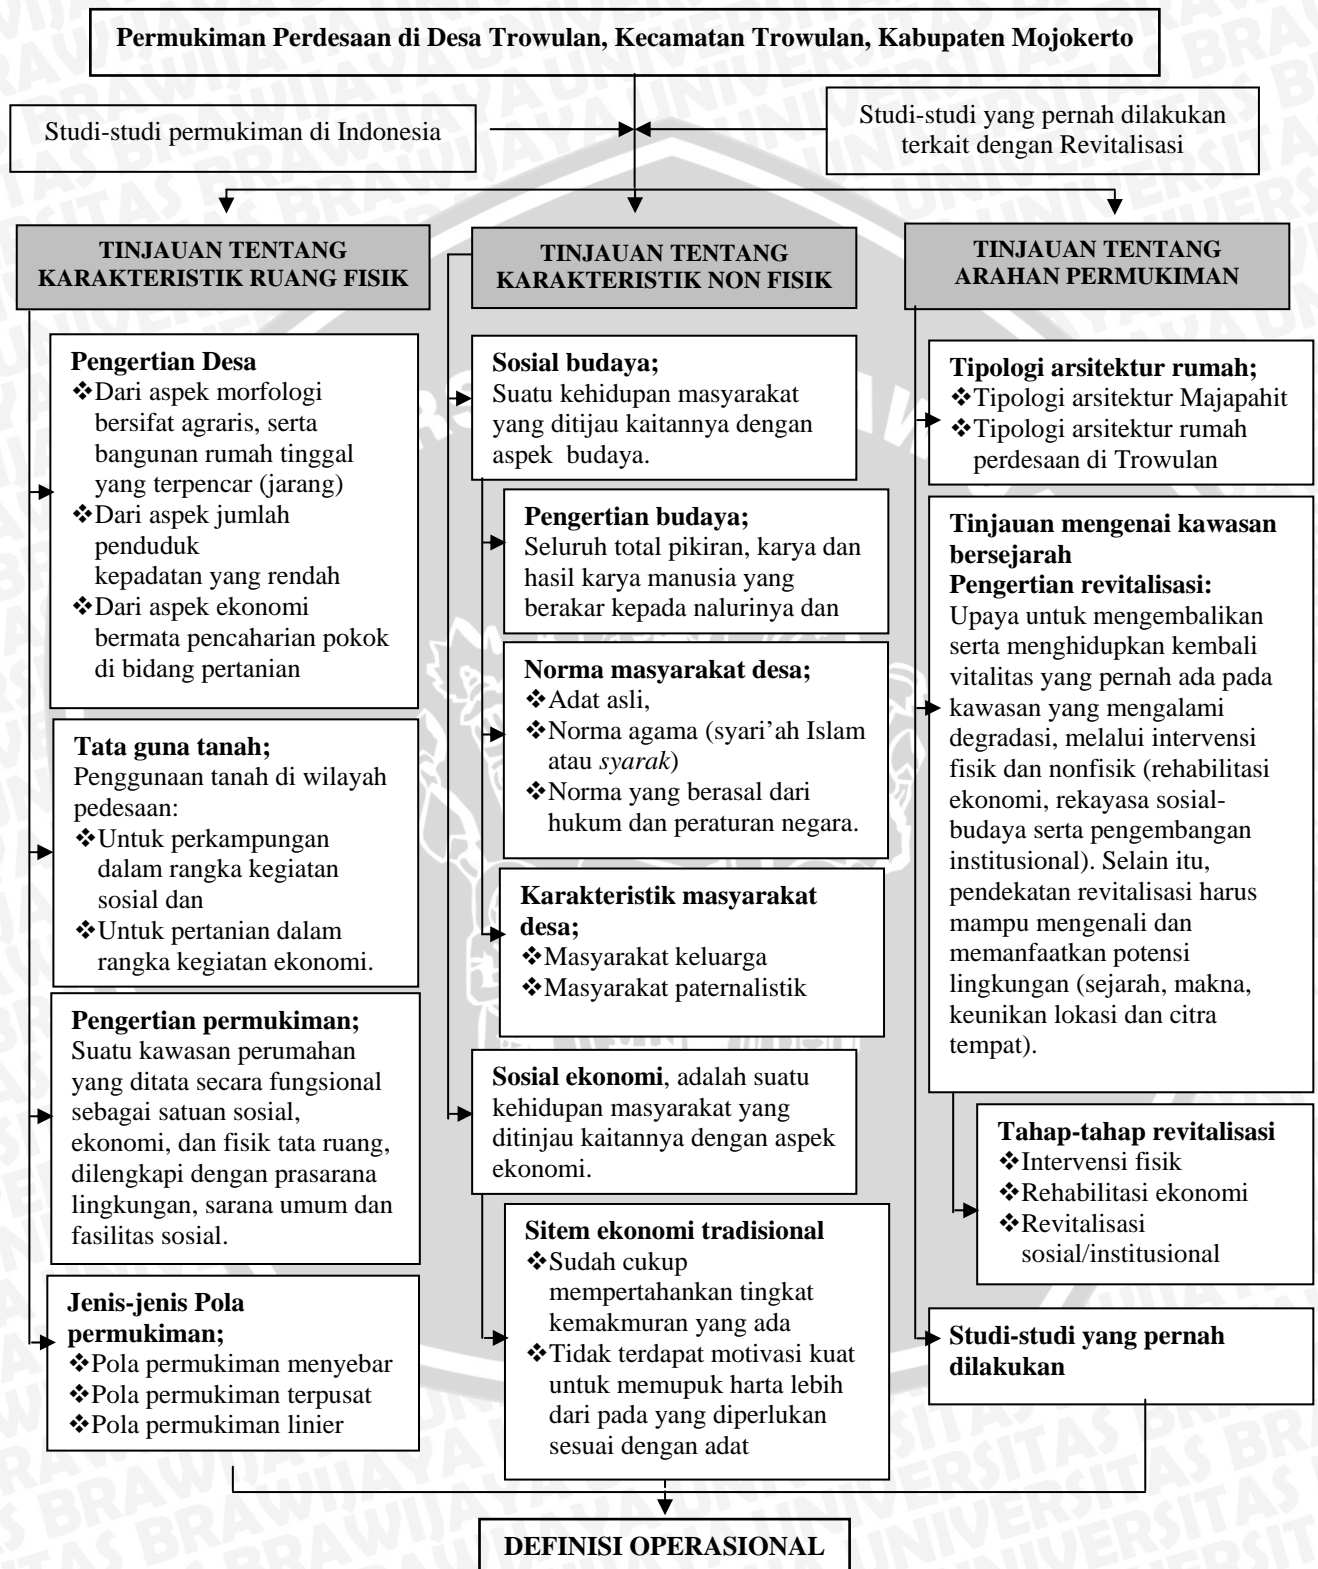 Permukiman Perdesaan di Desa Trowulan, Kecamatan Trowulan, Kabupaten Mojokerto
Studi-studi permukiman di Indonesia
Studi-studi yang pernah dilakukan
terkait dengan Revitalisasi
TINJAUAN TENTANG
KARAKTERISTIK RUANG FISIK
Pengertian Desa
❖Dari aspek morfologi
bersifat agraris, serta
bangunan rumah tinggal
yang terpencar (jarang)
❖Dari aspek jumlah
penduduk
kepadatan yang rendah
❖Dari aspek ekonomi
bermata pencaharian pokok
di bidang pertanian
Tata guna tanah;
Penggunaan tanah di wilayah
pedesaan:
❖Untuk perkampungan
dalam rangka kegiatan
sosial dan
❖Untuk pertanian dalam
rangka kegiatan ekonomi.
Pengertian permukiman;
Suatu kawasan perumahan
yang ditata secara fungsional
sebagai satuan sosial,
ekonomi, dan fisik tata ruang,
dilengkapi dengan prasarana
lingkungan, sarana umum dan
fasilitas sosial.
Jenis-jenis Pola
permukiman;
❖Pola permukiman menyebar
❖Pola permukiman terpusat
❖Pola permukiman linier
TINJAUAN TENTANG
KARAKTERISTIK NON FISIK
Sosial budaya;
Suatu kehidupan masyarakat
yang ditijau kaitannya dengan
aspek budaya.
Pengertian budaya;
Seluruh total pikiran, karya dan
hasil karya manusia yang
berakar kepada nalurinya dan
Norma masyarakat desa;
❖Adat asli,
❖Norma agama (syari’ah Islam
atau syarak)
❖Norma yang berasal dari
hukum dan peraturan negara.
Karakteristik masyarakat
desa;
❖Masyarakat keluarga
❖Masyarakat paternalistik
Sosial ekonomi, adalah suatu
kehidupan masyarakat yang
ditinjau kaitannya dengan aspek
ekonomi.
Sitem ekonomi tradisional
❖Sudah cukup
mempertahankan tingkat
kemakmuran yang ada
❖Tidak terdapat motivasi kuat
untuk memupuk harta lebih
dari pada yang diperlukan
sesuai dengan adat
TINJAUAN TENTANG
ARAHAN PERMUKIMAN
Tipologi arsitektur rumah;
❖Tipologi arsitektur Majapahit
❖Tipologi arsitektur rumah
perdesaan di Trowulan
Tinjauan mengenai kawasan
bersejarah
Pengertian revitalisasi:
Upaya untuk mengembalikan
serta menghidupkan kembali
vitalitas yang pernah ada pada
kawasan yang mengalami
degradasi, melalui intervensi
fisik dan nonfisik (rehabilitasi
ekonomi, rekayasa sosial-
budaya serta pengembangan
institusional). Selain itu,
pendekatan revitalisasi harus
mampu mengenali dan
memanfaatkan potensi
lingkungan (sejarah, makna,
keunikan lokasi dan citra
tempat).
Tahap-tahap revitalisasi
❖Intervensi fisik
❖Rehabilitasi ekonomi
❖Revitalisasi
sosial/institusional
Studi-studi yang pernah
dilakukan
DEFINISI OPERASIONAL